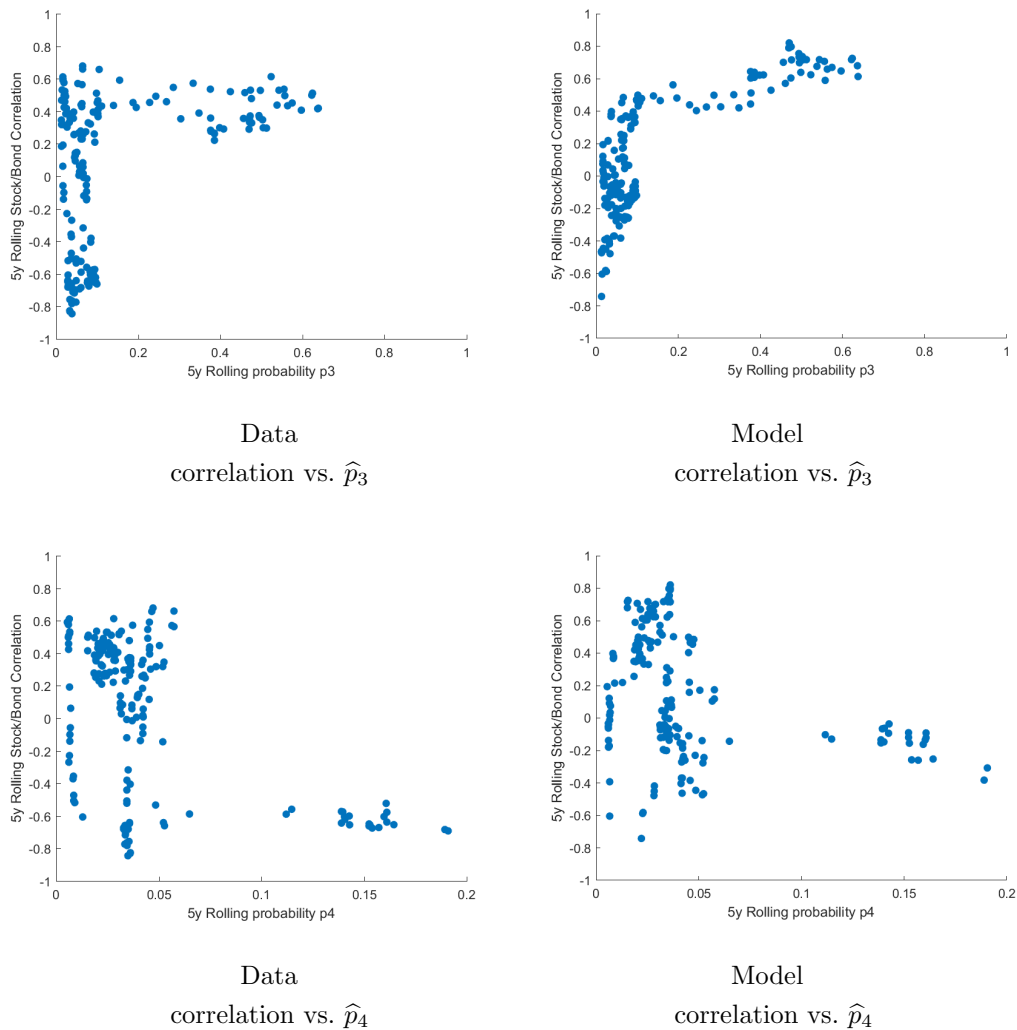 1
0.8
0.6
0.4
0.2
0
-0.2
-0.4
-0.6
-0.8
-1
5y Rolling Stock/Bond Correlation
0 0.2 0.4 0.6 0.8 1
5y Rolling probability p3
Data
correlation vs. p̂₃
1
0.8
0.6
0.4
0.2
0
-0.2
-0.4
-0.6
-0.8
-1
5y Rolling Stock/Bond Correlation
0 0.2 0.4 0.6 0.8 1
5y Rolling probability p3
Model
correlation vs. p̂₃
1
0.8
0.6
0.4
0.2
0
-0.2
-0.4
-0.6
-0.8
-1
5y Rolling Stock/Bond Correlation
0 0.05 0.1 0.15 0.2
5y Rolling probability p4
Data
correlation vs. p̂₄
1
0.8
0.6
0.4
0.2
0
-0.2
-0.4
-0.6
-0.8
-1
5y Rolling Stock/Bond Correlation
0 0.05 0.1 0.15 0.2
5y Rolling probability p4
Model
correlation vs. p̂₄